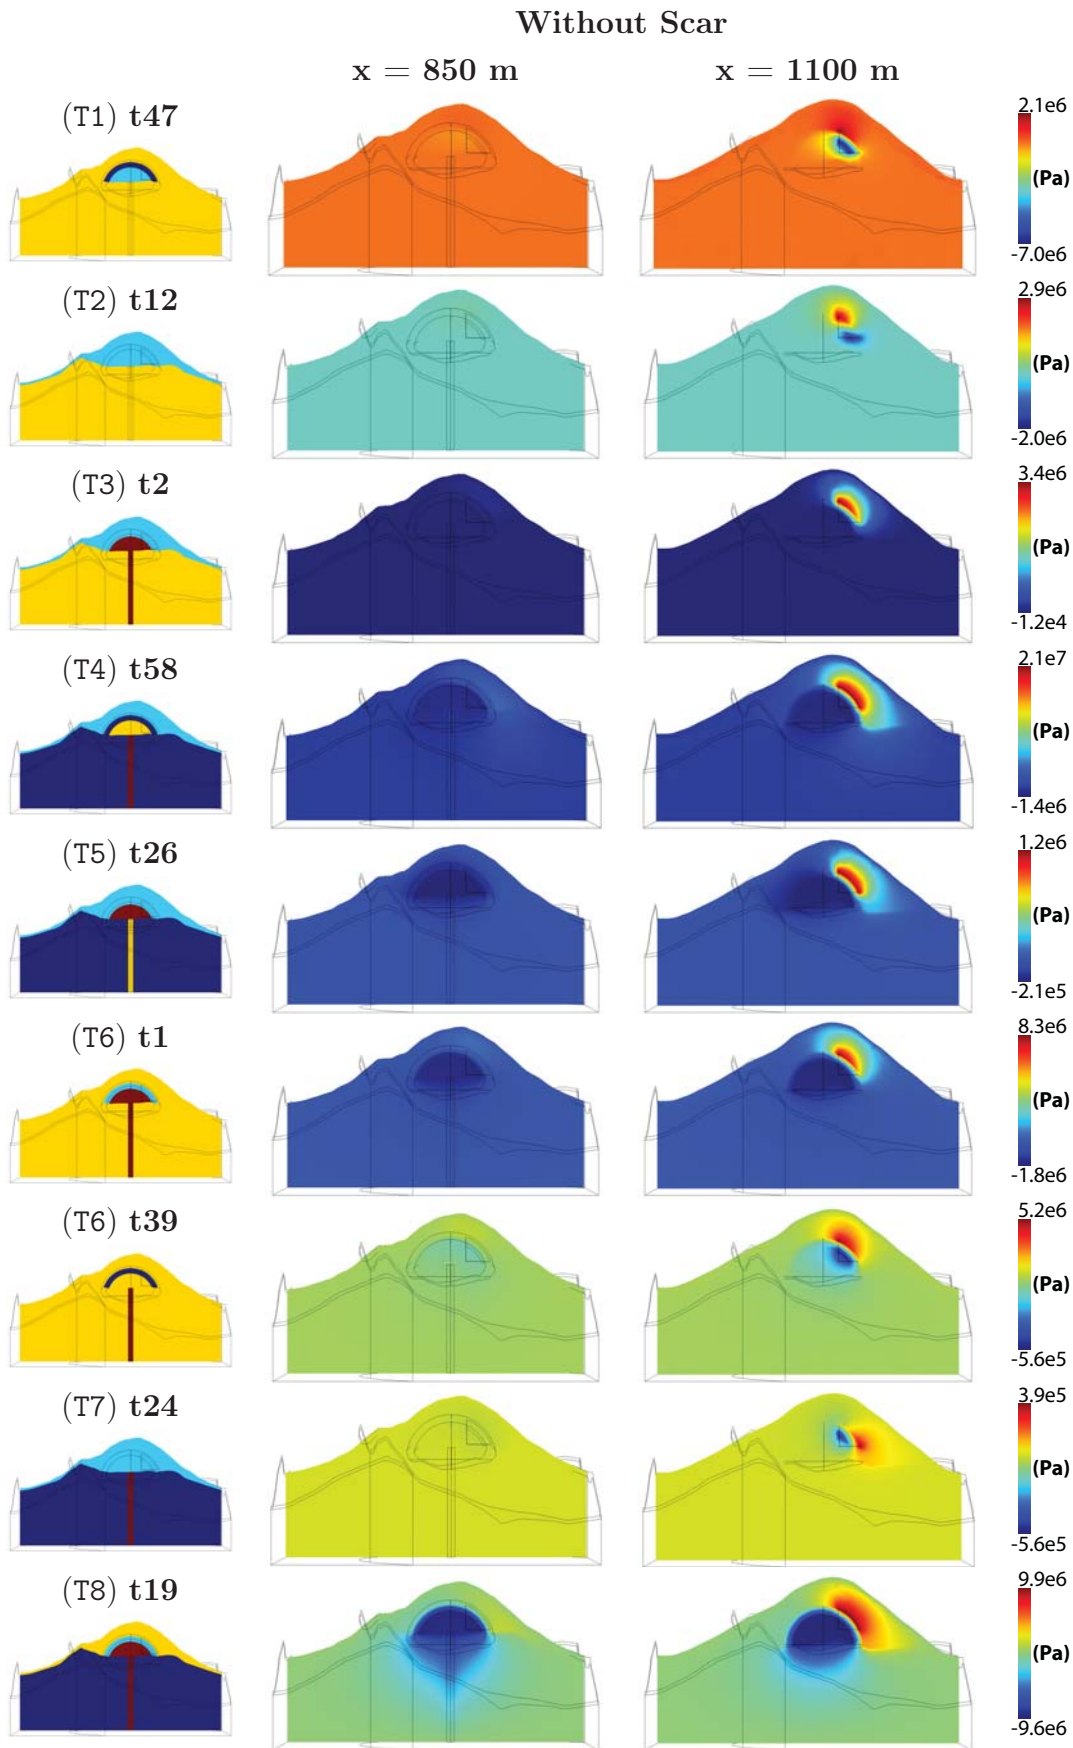 Without Scar
x = 850 m x = 1100 m
(T1) t47
2.1e6
(Pa)
-7.0e6
(T2) t12
2.9e6
(Pa)
-2.0e6
(T3) t2
3.4e6
(Pa)
-1.2e4
(T4) t58
2.1e7
(Pa)
-1.4e6
(T5) t26
1.2e6
(Pa)
-2.1e5
(T6) t1
8.3e6
(Pa)
-1.8e6
(T6) t39
5.2e6
(Pa)
-5.6e5
(T7) t24
3.9e5
(Pa)
-5.6e5
(T8) t19
9.9e6
(Pa)
-9.6e6